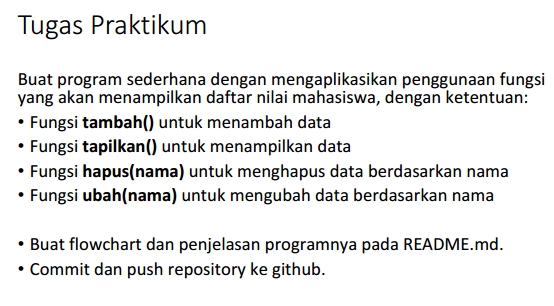 Tugas Praktikum
Buat program sederhana dengan mengaplikasikan penggunaan fungsi
yang akan menampilkan daftar nilai mahasiswa, dengan ketentuan:
• Fungsi tambah() untuk menambah data
• Fungsi tapilkan() untuk menampilkan data
• Fungsi hapus(nama) untuk menghapus data berdasarkan nama
• Fungsi ubah(nama) untuk mengubah data berdasarkan nama
• Buat flowchart dan penjelasan programnya pada README.md.
• Commit dan push repository ke github.